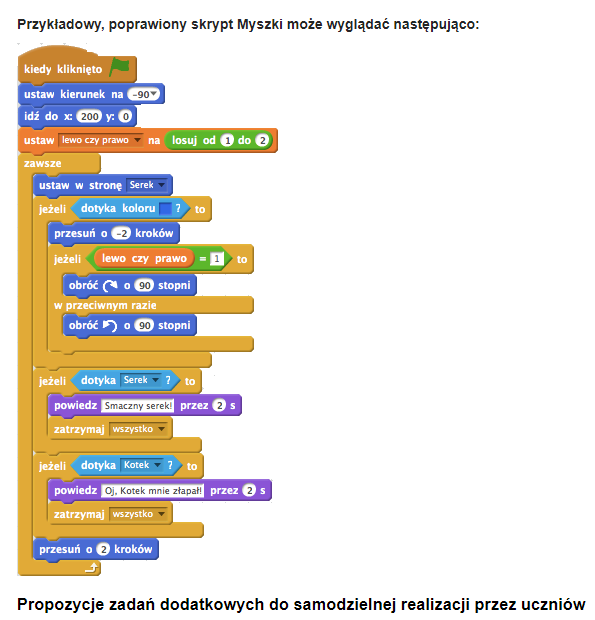 Przykładowy, poprawiony skrypt Myszki może wyglądać następująco:
kiedy kliknięto
ustaw kierunek na -90
idź do x: 200 y: 0
ustaw lewo czy prawo na losuj od 1 do 2
zawsze
ustaw w stronę Serek
jeżeli dotyka koloru ? to
przesuń o -2 kroków
jeżeli lewo czy prawo = 1 to
obróć o 90 stopni
w przeciwnym razie
obróć o 90 stopni
jeżeli dotyka Serek ? to
powiedz Smaczny serek! przez 2 s
zatrzymaj wszystko
jeżeli dotyka Kotek ? to
powiedz Oj, Kotek mnie złapał! przez 2 s
zatrzymaj wszystko
przesuń o 2 kroków
Propozycje zadań dodatkowych do samodzielnej realizacji przez uczniów